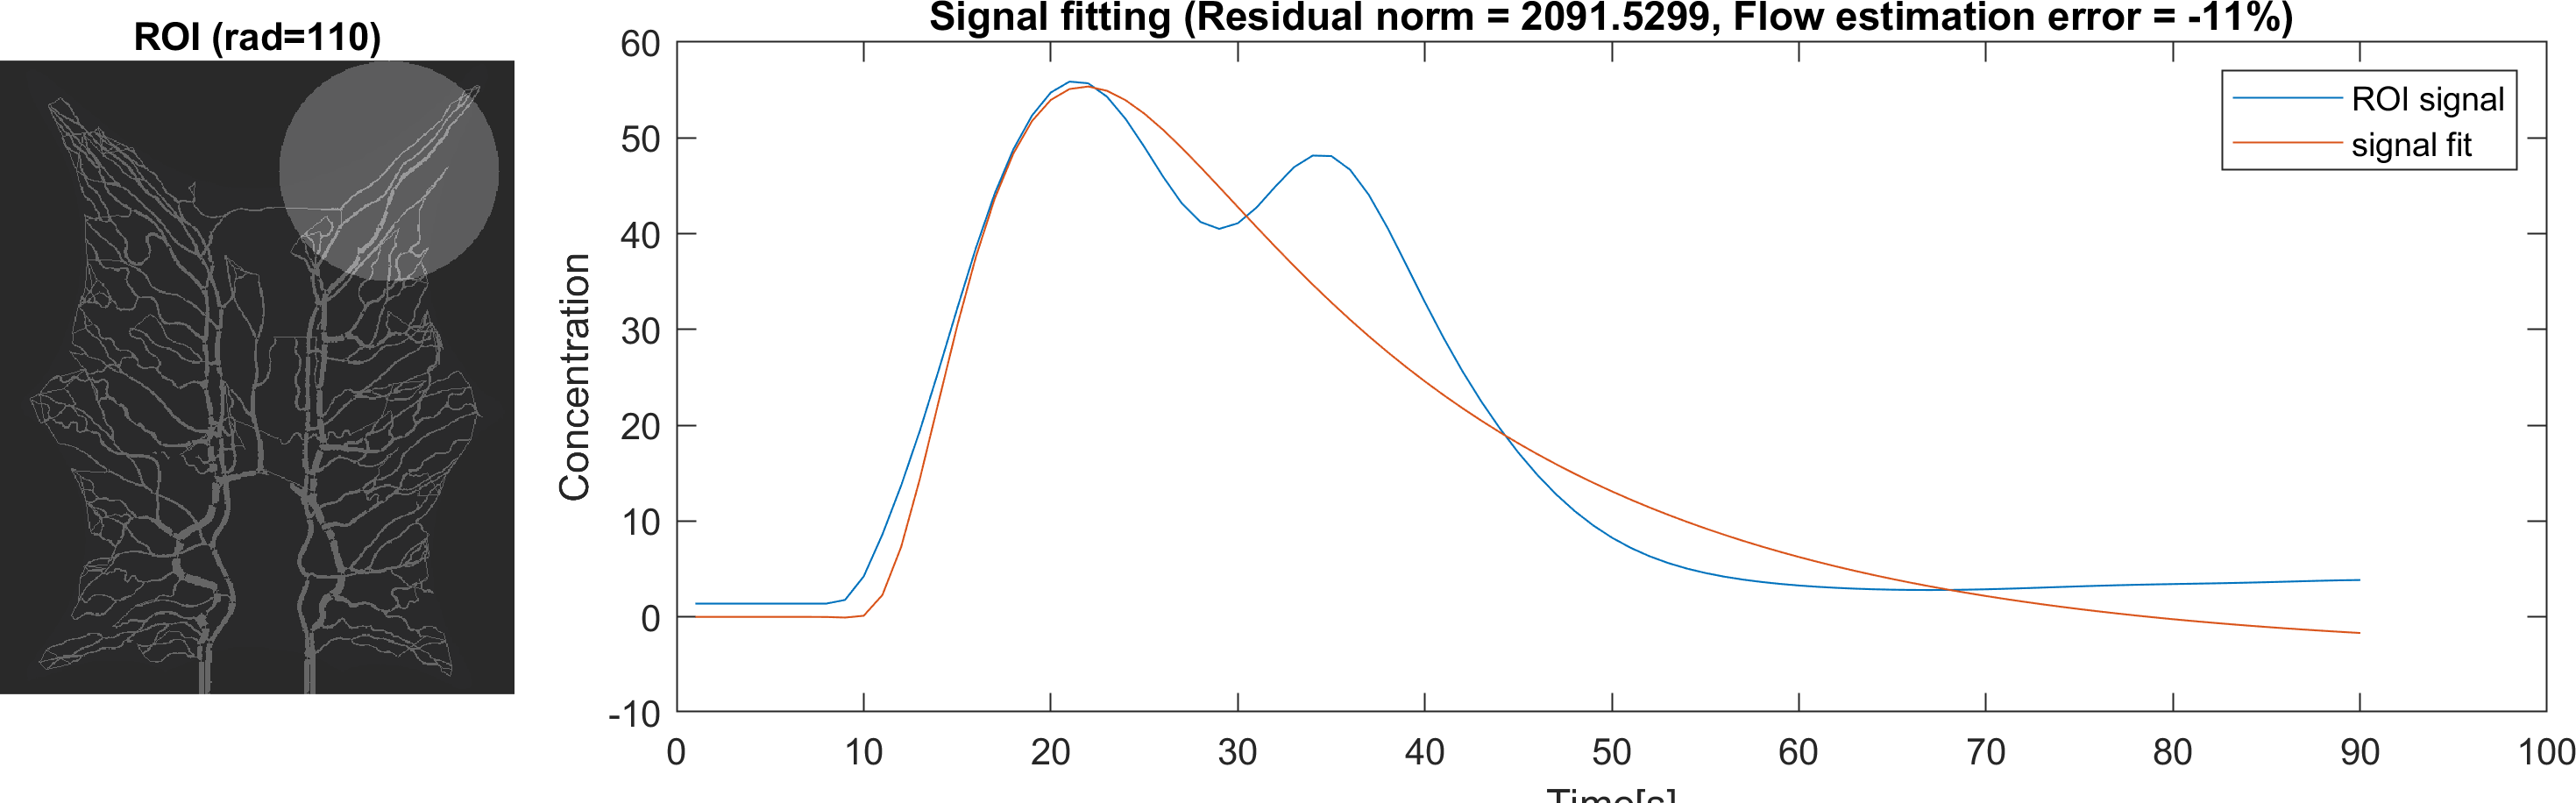 ROI (rad=110)
Signal fitting (Residual norm = 2091.5299, Flow estimation error = -11%)
60
50
40
30
20
10
0
-10
Concentration
ROI signal
signal fit
0 10 20 30 40 50 60 70 80 90 100
Time[s]